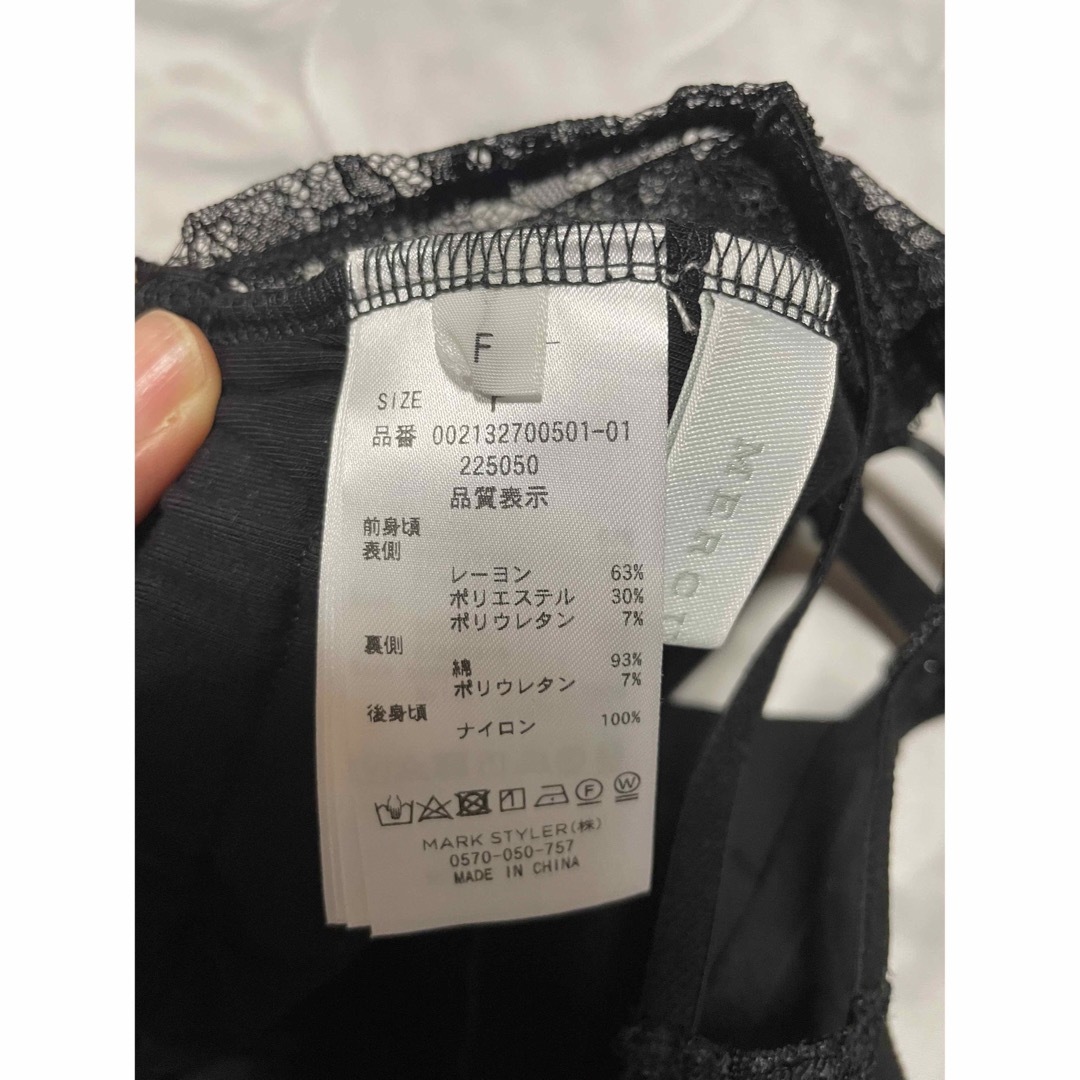 F
SIZE F
品番 002132700501-01
225050
品質表示
前身頃
表側
レーヨン 63%
ポリエステル 30%
ポリウレタン 7%
裏側
綿 93%
ポリウレタン 7%
後身頃
ナイロン 100%
F W
MARK STYLER(株)
0570-050-757
MADE IN CHINA
MERCU